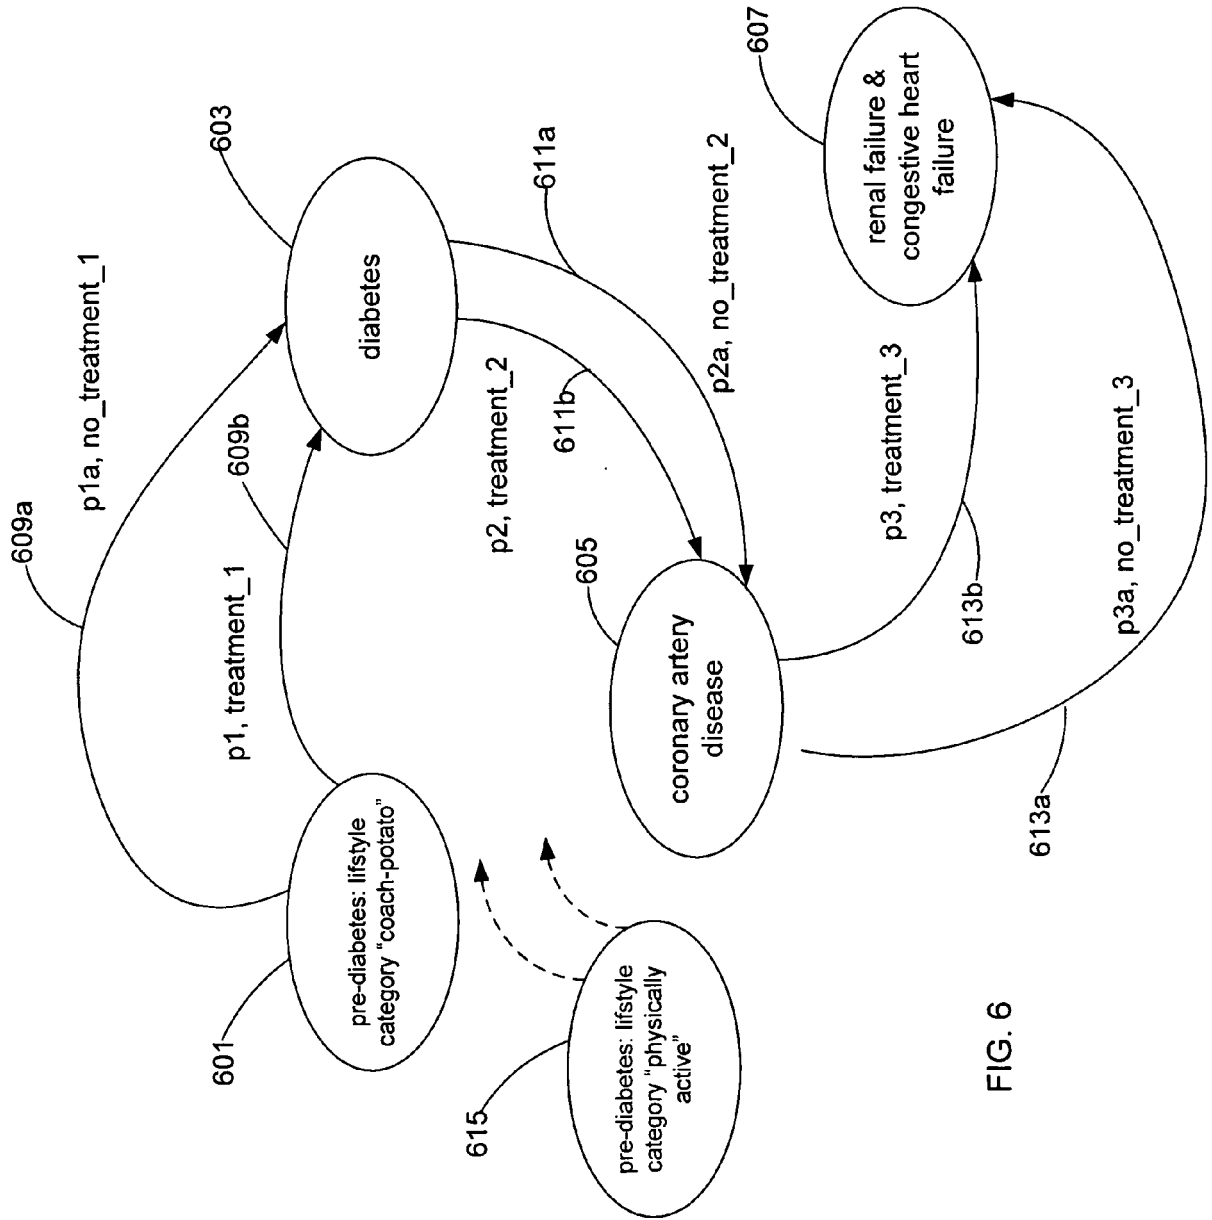 609a
p1a, no_treatment_1
603
609b
p1, treatment_1
diabetes
601
pre-diabetes: lifstyle
category "coach-potato"
611a
p2, treatment_2
611b
p2a, no_treatment_2
605
coronary artery
disease
615
pre-diabetes: lifstyle
category "physically
active"
607
renal failure &
congestive heart
failure
p3, treatment_3
613b
p3a, no_treatment_3
613a
FIG. 6